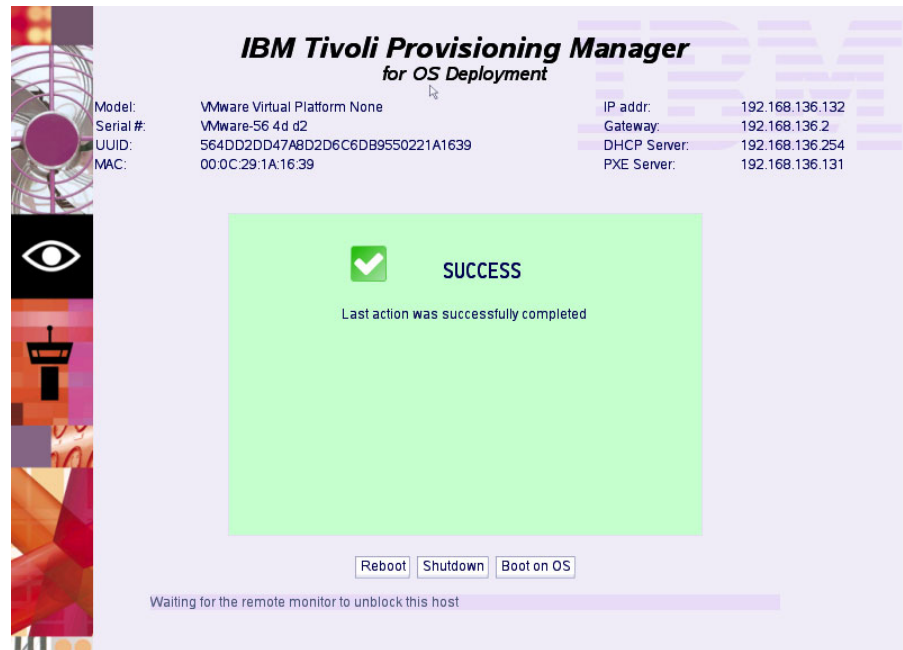 IBM Tivoli Provisioning Manager
for OS Deployment
Model: VMware Virtual Platform None IP addr: 192.168.136.132
Serial #: VMware-56 4d d2 Gateway: 192.168.136.2
UUID: 564DD2DD47A8D2D6C6DB9550221A1639 DHCP Server: 192.168.136.254
MAC: 00:0C:29:1A:16:39 PXE Server: 192.168.136.131
SUCCESS
Last action was successfully completed
Reboot Shutdown Boot on OS
Waiting for the remote monitor to unblock this host